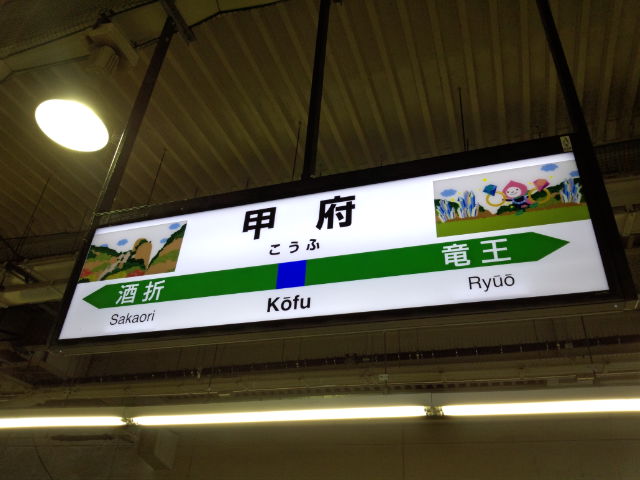 甲府
こうふ
酒折
竜王
Sakaori
Kōfu
Ryūō